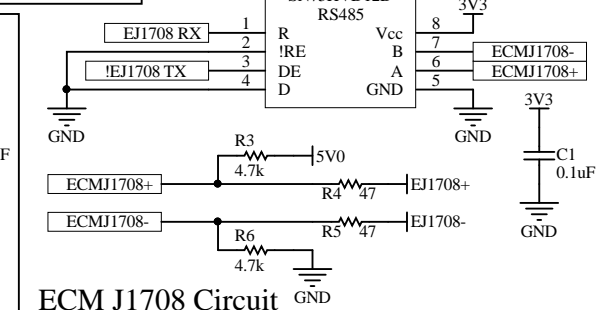 RS485
3V3
1 R Vcc 8
EJ1708 RX
2 !RE B 7
ECMJ1708-
3 DE A 6
!EJ1708 TX
ECMJ1708+
4 D GND 5
GND
GND
3V3
F
C1
0.1uF
GND
R3
4.7k
5V0
ECMJ1708+
R4 47
EJ1708+
ECMJ1708-
R5 47
EJ1708-
R6
4.7k
GND
ECM J1708 Circuit